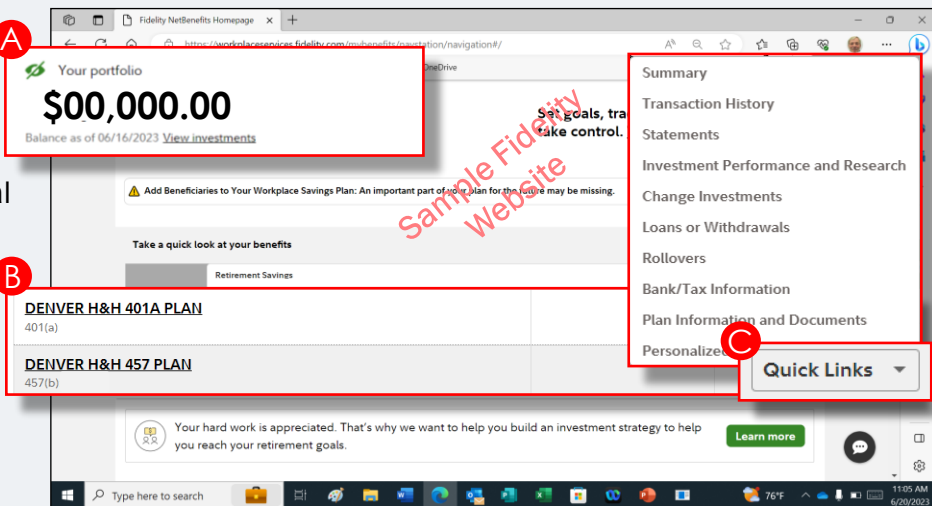 Fidelity NetBenefits Homepage
https://workplaceservices.fidelity.com/mybenefits/navstation/navigation#/
A
OneDrive
Your portfolio
$00,000.00
Balance as of 06/16/2023 View investments
Set goals, tra
take control.
Sample Fidelity
Website
Summary
Transaction History
Statements
Investment Performance and Research
Change Investments
Loans or Withdrawals
Rollovers
Bank/Tax Information
Plan Information and Documents
Personalized
C
Quick Links
al
Add Beneficiaries to Your Workplace Savings Plan: An important part of your plan for the future may be missing.
Take a quick look at your benefits
Retirement Savings
B
DENVER H&H 401A PLAN
401(a)
DENVER H&H 457 PLAN
457(b)
Your hard work is appreciated. That's why we want to help you build an investment strategy to help
you reach your retirement goals.
Learn more
Type here to search
76°F
11:05 AM
6/20/2023